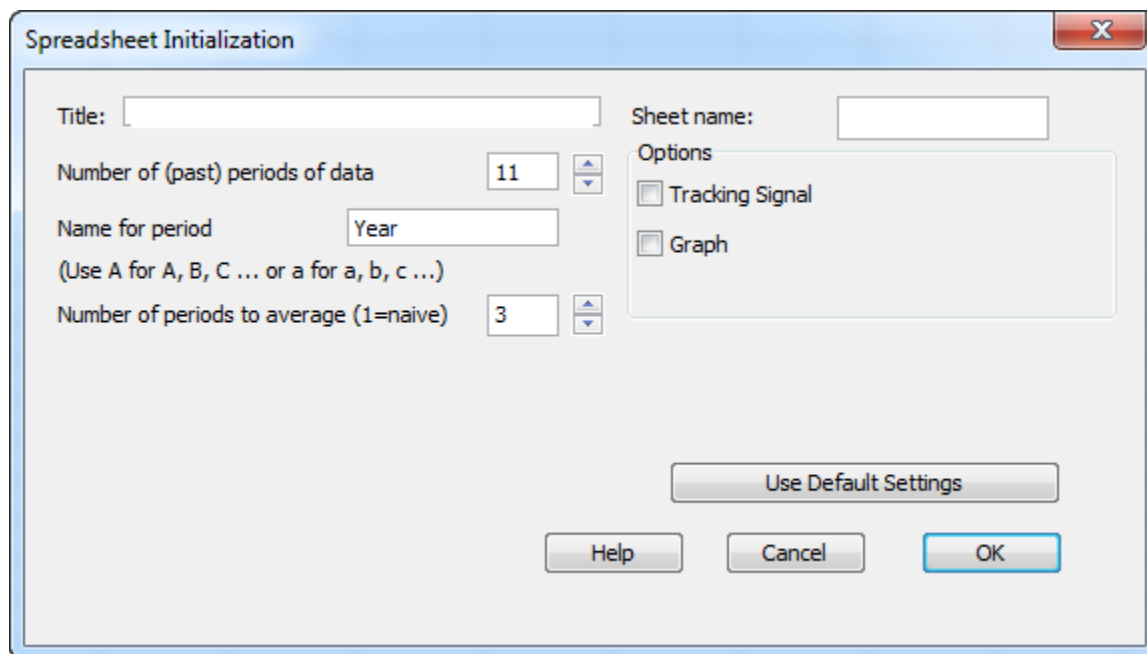 Spreadsheet Initialization
Title:
Sheet name:
Options
Number of (past) periods of data 11
Tracking Signal
Name for period Year
Graph
(Use A for A, B, C ... or a for a, b, c ...)
Number of periods to average (1=naive) 3
Use Default Settings
Help Cancel OK